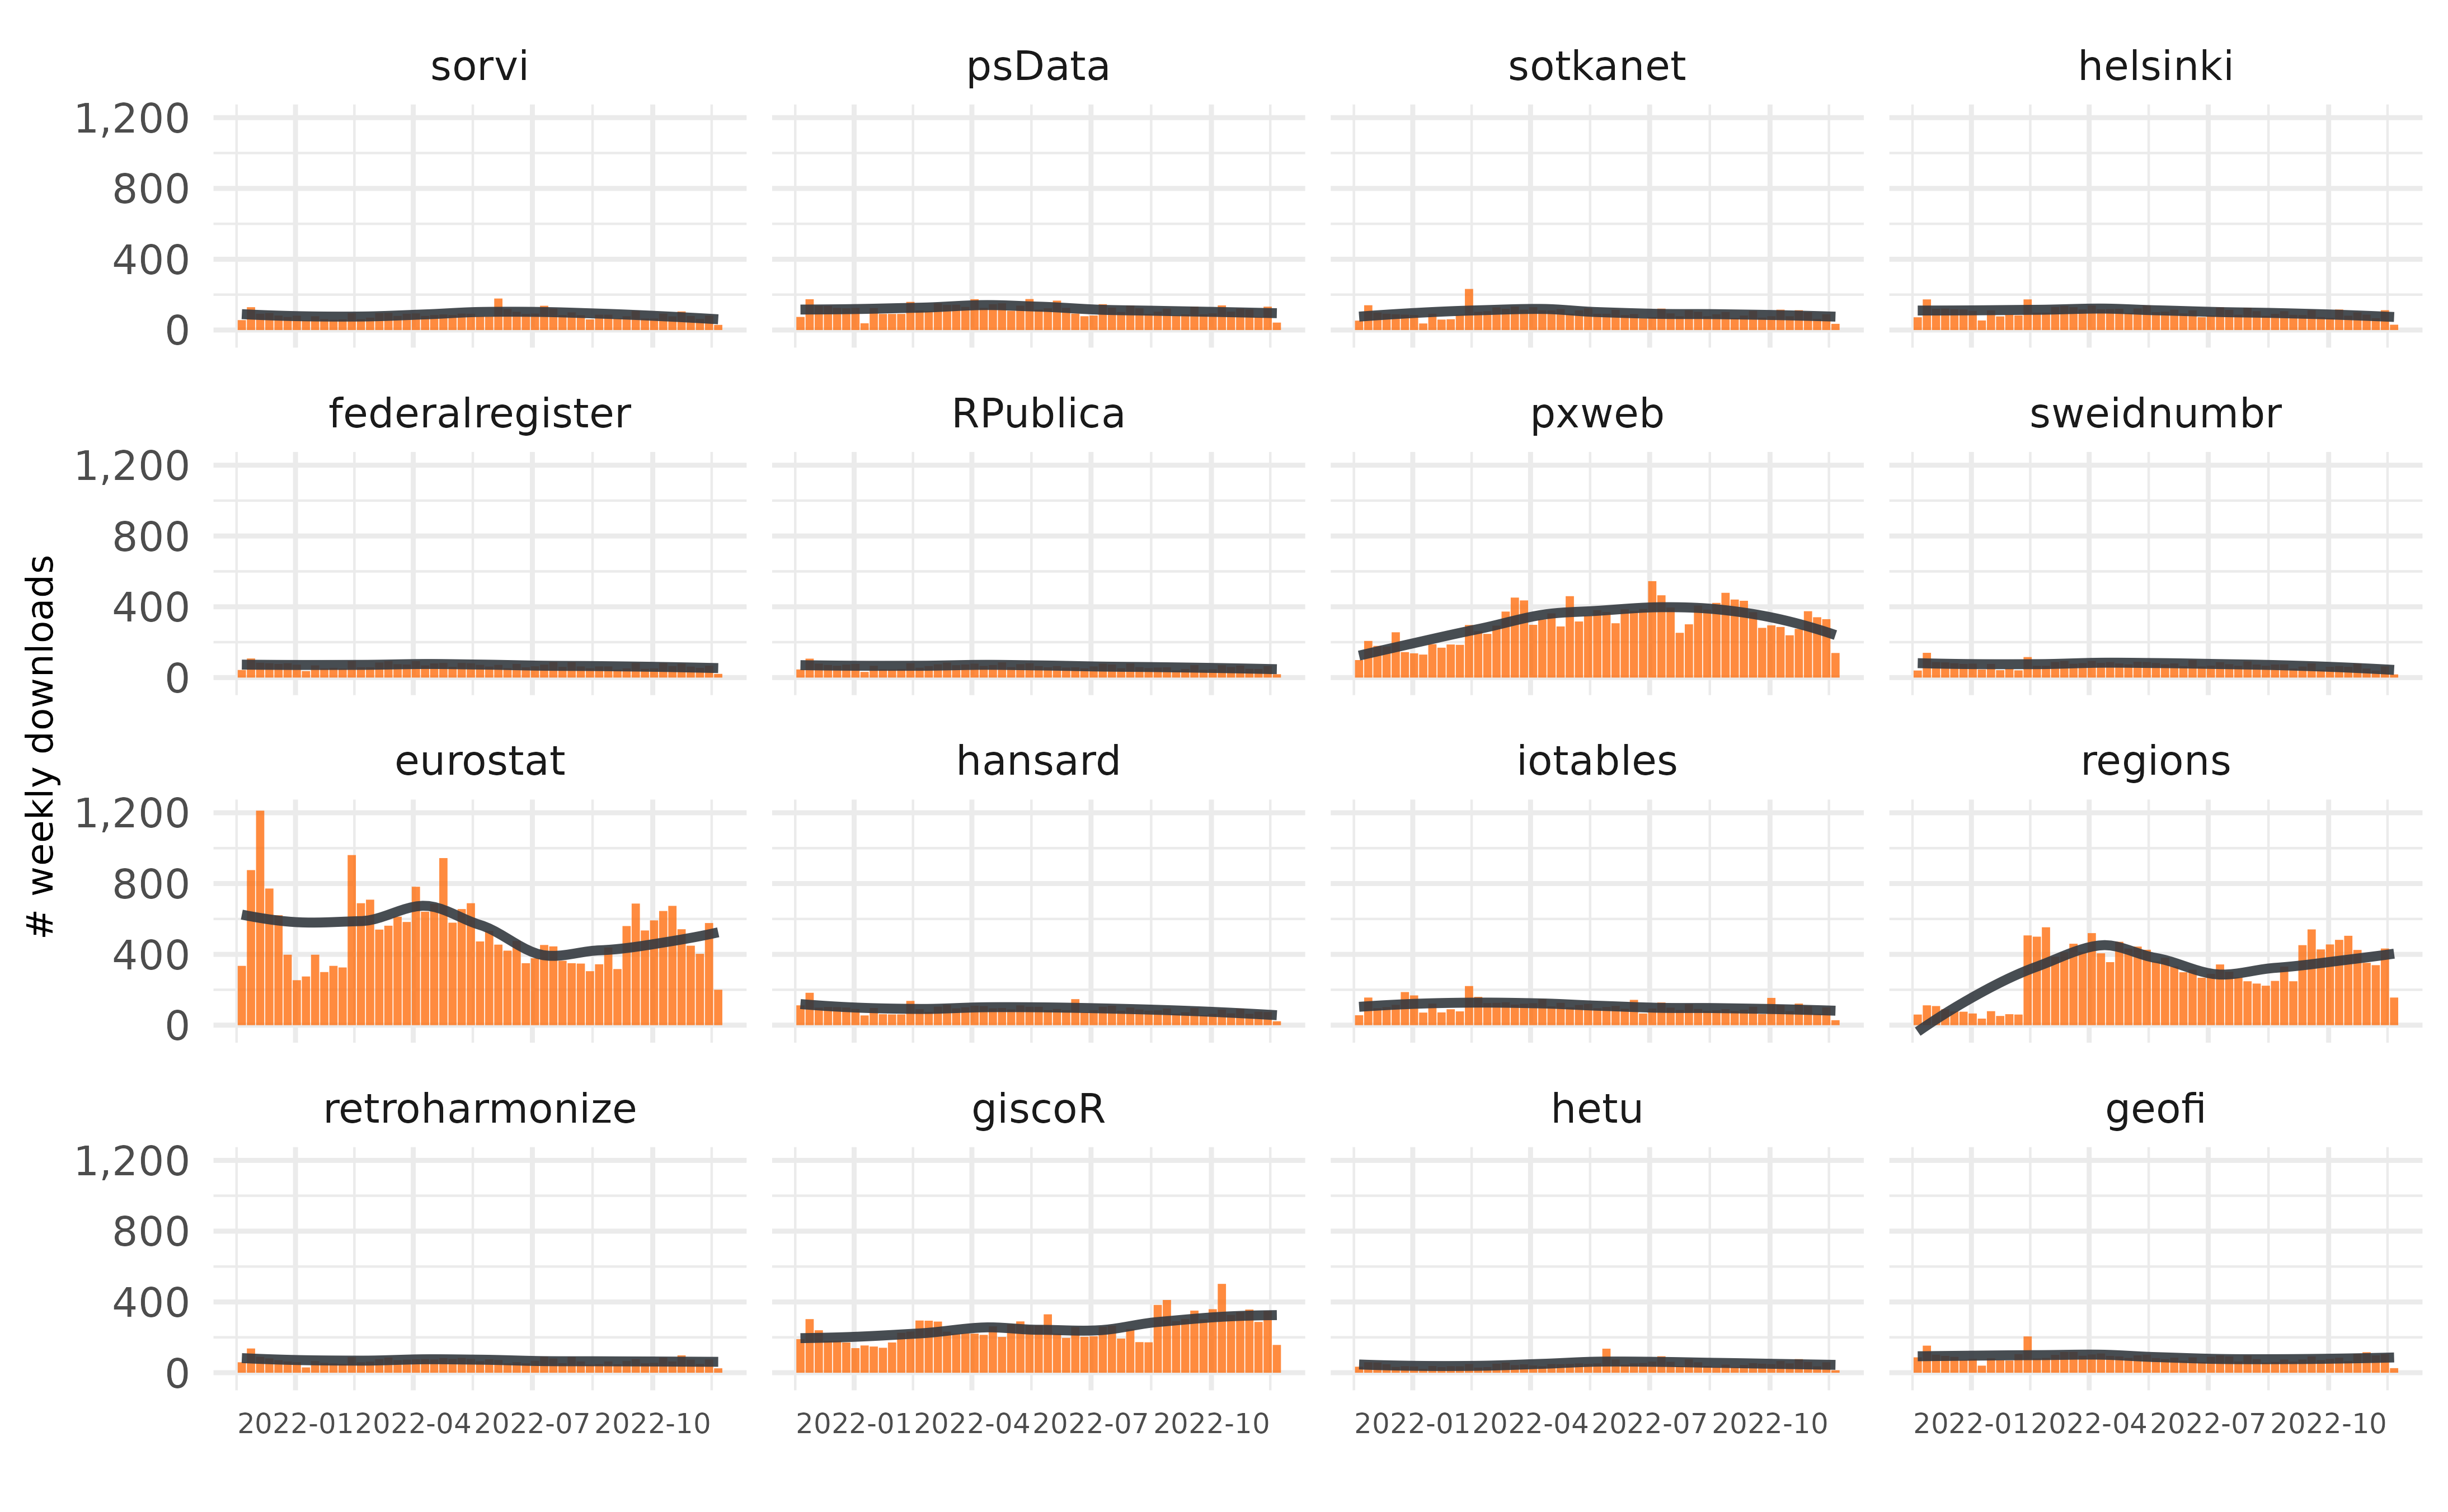 sorvi psData sotkanet helsinki
1,200
800
400
0
federalregister RPublica pxweb sweidnumbr
1,200
800
400
0
# weekly downloads
eurostat hansard iotables regions
1,200
800
400
0
retroharmonize giscoR hetu geofi
1,200
800
400
0
2022-01 2022-04 2022-07 2022-10 2022-01 2022-04 2022-07 2022-10 2022-01 2022-04 2022-07 2022-10 2022-01 2022-04 2022-07 2022-10